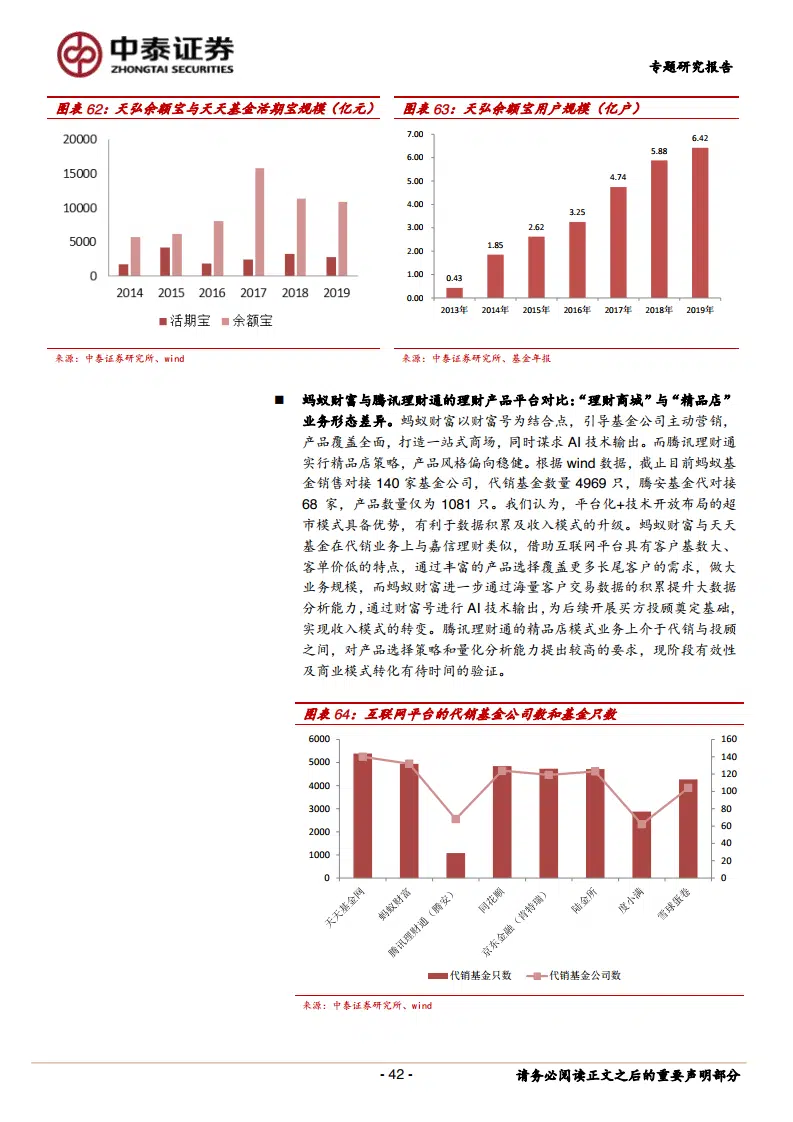 中泰证券
ZHONGTAI SECURITIES
专题研究报告
图表 62：天弘余额宝与天天基金活期宝规模（亿元）
20000
15000
10000
5000
0
2014 2015 2016 2017 2018 2019
活期宝 余额宝
来源：中泰证券研究所、wind
图表 63：天弘余额宝用户规模（亿户）
7.00
6.00
5.00
4.00
3.00
2.00
1.00
0.00
0.43
1.85
2.62
3.25
4.74
5.88
6.42
2013年 2014年 2015年 2016年 2017年 2018年 2019年
来源：中泰证券研究所、基金年报
■ 蚂蚁财富与腾讯理财通的理财产品平台对比：“理财商城”与“精品店”
业务形态差异。蚂蚁财富以财富号为结合点，引导基金公司主动营销，
产品覆盖全面，打造一站式商场，同时谋求 AI 技术输出。而腾讯理财通
实行精品店策略，产品风格偏向稳健。根据 wind 数据，截止目前蚂蚁基
金销售对接 140 家基金公司，代销基金数量 4969 只，腾安基金代对接
68 家，产品数量仅为 1081 只。我们认为，平台化+技术开放布局的超
市模式具备优势，有利于数据积累及收入模式的升级。蚂蚁财富与天天
基金在代销业务上与嘉信理财类似，借助互联网平台具有客户基数大、
客单价低的特点，通过丰富的产品选择覆盖更多长尾客户的需求，做大
业务规模，而蚂蚁财富进一步通过海量客户交易数据的积累提升大数据
分析能力，通过财富号进行 AI 技术输出，为后续开展买方投顾奠定基础，
实现收入模式的转变。腾讯理财通的精品店模式业务上介于代销与投顾
之间，对产品选择策略和量化分析能力提出较高的要求，现阶段有效性
及商业模式转化有待时间的验证。
图表 64：互联网平台的代销基金公司数和基金只数
6000
5000
4000
3000
2000
1000
0
160
140
120
100
80
60
40
20
0
天天基金网
蚂蚁财富
腾讯理财通（腾安）
同花顺
京东金融（肯特瑞）
陆金所
度小满
雪球蛋卷
代销基金只数 代销基金公司数
来源：中泰证券研究所、wind
- 42 -
请务必阅读正文之后的重要声明部分